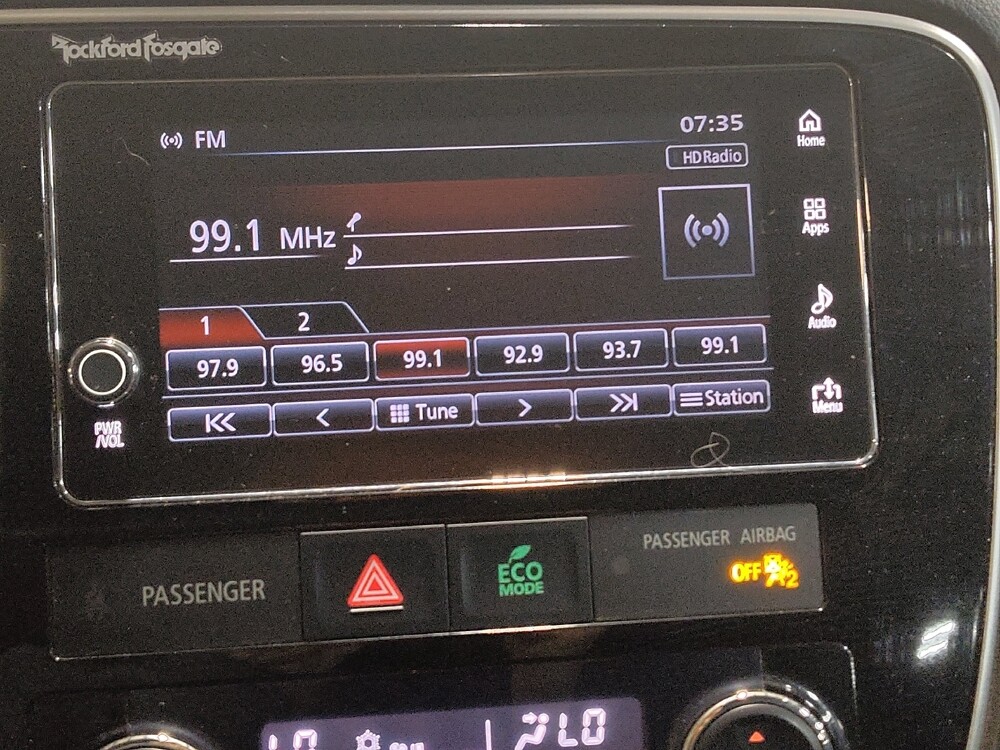 Rockford Fosgate
FM
07:35
HD Radio
Home
99.1 MHz
Apps
1 2
Audio
97.9 96.5 99.1 92.9 93.7 99.1
Tune Station
Menu
PWR
/VOL
PASSENGER
ECO
MODE
PASSENGER AIRBAG
OFF 2
LO LO